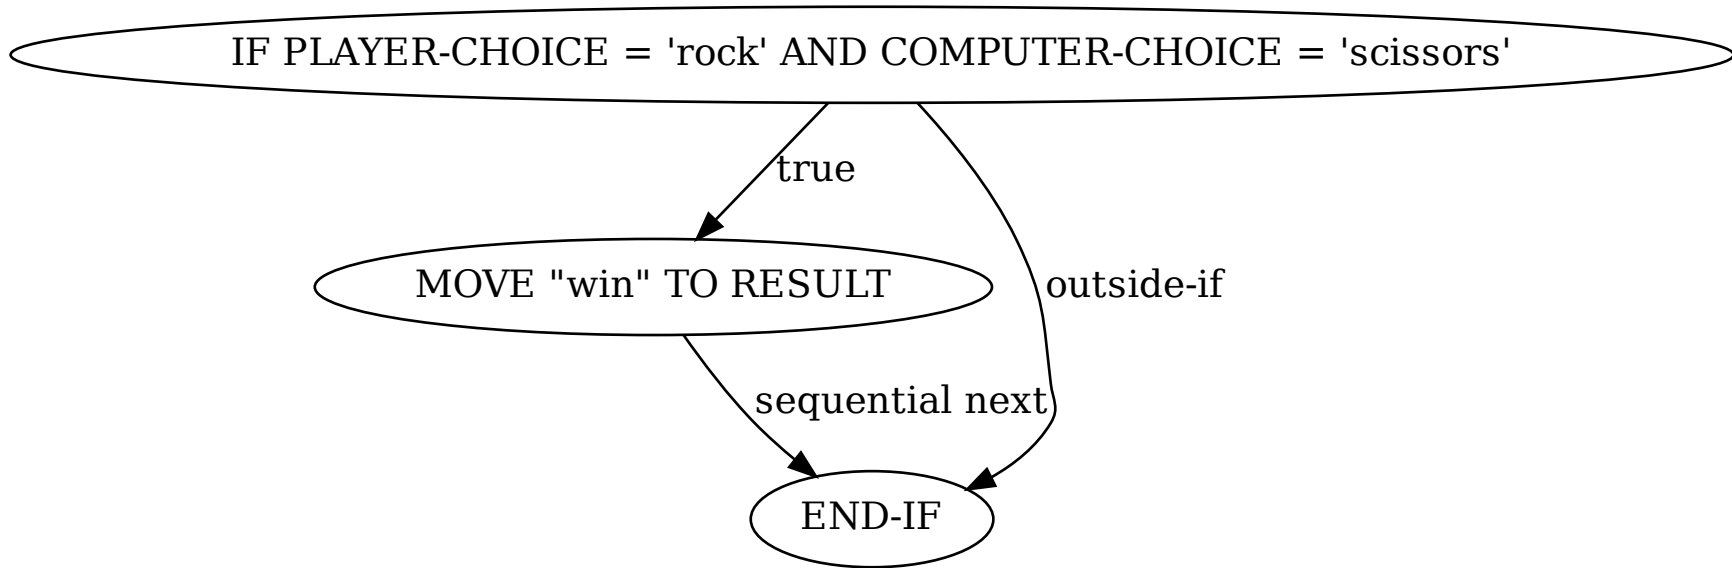 IF PLAYER-CHOICE = 'rock' AND COMPUTER-CHOICE = 'scissors'
true
MOVE "win" TO RESULT
outside-if
sequential next
END-IF